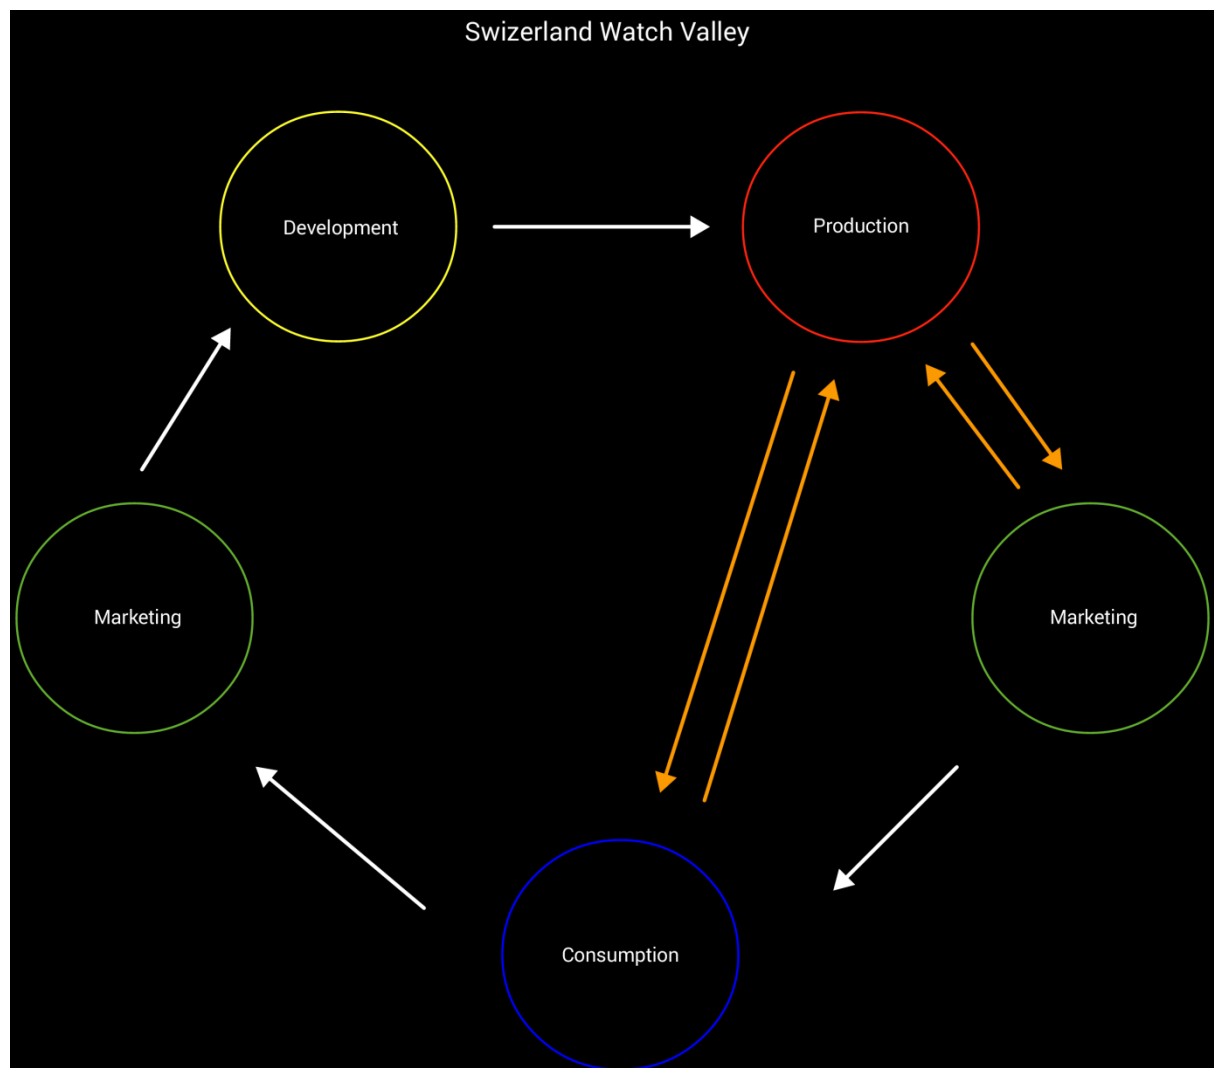 Swizerland Watch Valley
Development
Production
Marketing
Marketing
Consumption